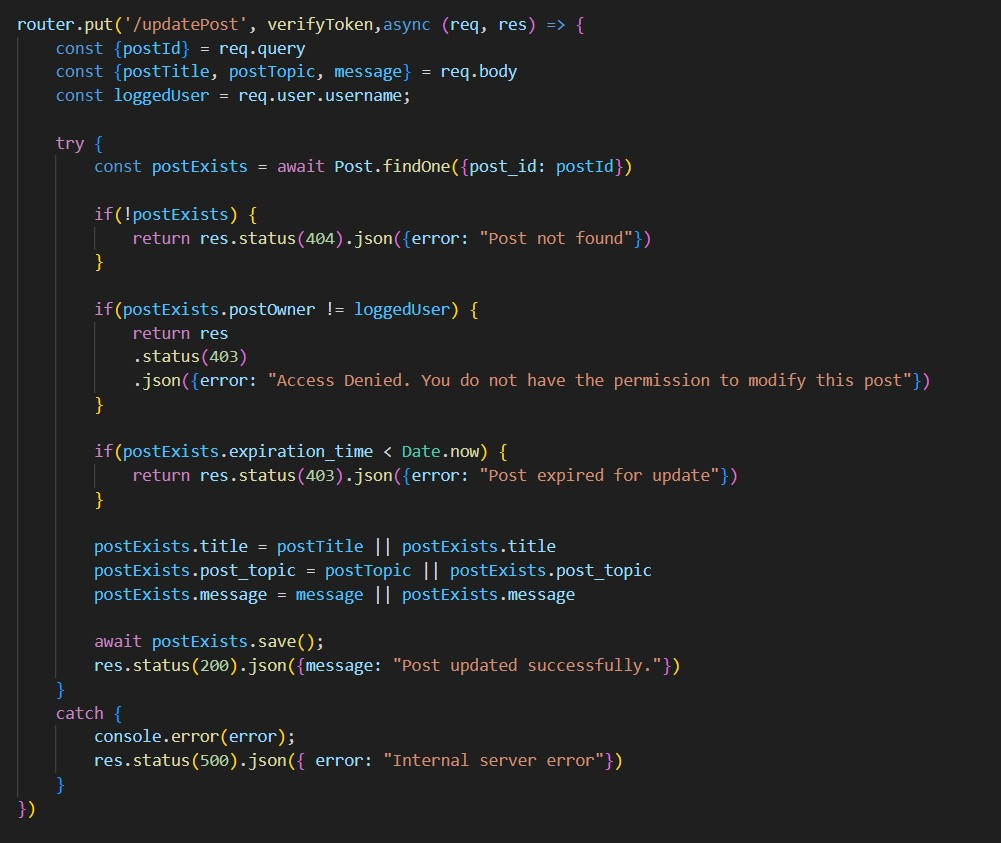 router.put('/updatePost', verifyToken,async (req, res) => {
    const {postId} = req.query
    const {postTitle, postTopic, message} = req.body
    const loggedUser = req.user.username;

    try {
        const postExists = await Post.findOne({post_id: postId})

        if(!postExists) {
            return res.status(404).json({error: "Post not found"})
        }

        if(postExists.postOwner != loggedUser) {
            return res
            .status(403)
            .json({error: "Access Denied. You do not have the permission to modify this post"})
        }

        if(postExists.expiration_time < Date.now) {
            return res.status(403).json({error: "Post expired for update"})
        }

        postExists.title = postTitle || postExists.title
        postExists.post_topic = postTopic || postExists.post_topic
        postExists.message = message || postExists.message

        await postExists.save();
        res.status(200).json({message: "Post updated successfully."})
    }
    catch {
        console.error(error);
        res.status(500).json({ error: "Internal server error"})
    }
})